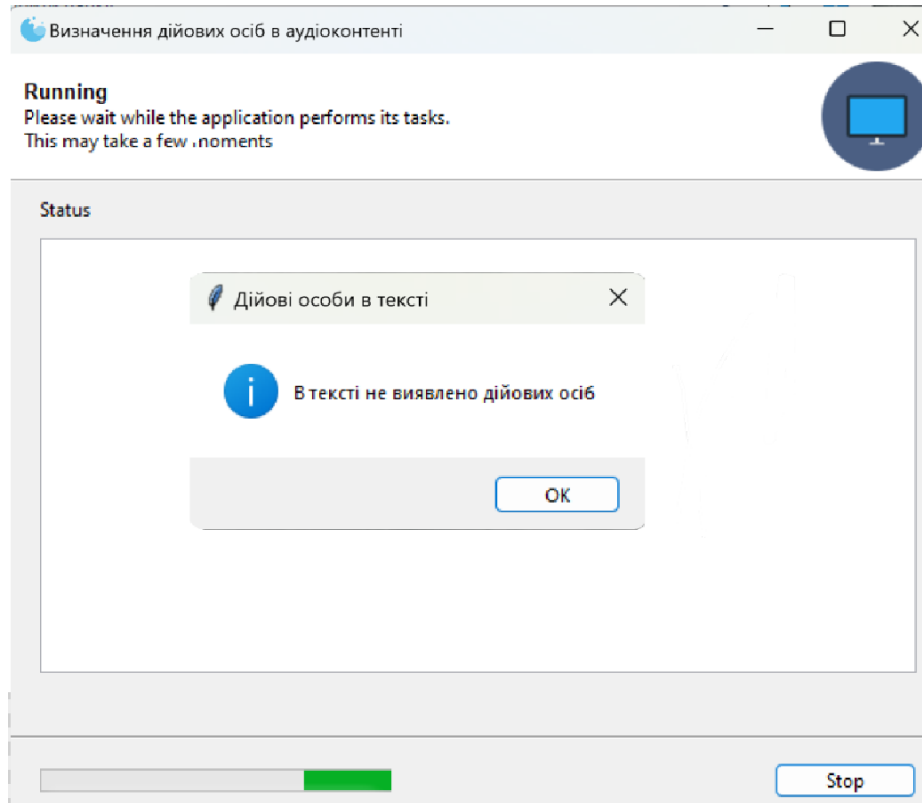 Визначення дійових осіб в аудіоконтенті
Running
Please wait while the application performs its tasks.
This may take a few moments
Status
Дійові особи в тексті
В тексті не виявлено дійових осіб
OK
Stop